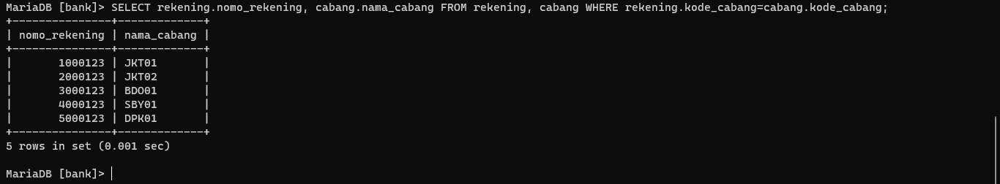 MariaDB [bank]> SELECT rekening.nomo_rekening, cabang.nama_cabang FROM rekening, cabang WHERE rekening.kode_cabang=cabang.kode_cabang;
+---------------+-------------+
| nomo_rekening | nama_cabang |
+---------------+-------------+
|       1000123 | JKT01       |
|       2000123 | JKT02       |
|       3000123 | BDO01       |
|       4000123 | SBY01       |
|       5000123 | DPK01       |
+---------------+-------------+
5 rows in set (0.001 sec)
MariaDB [bank]>